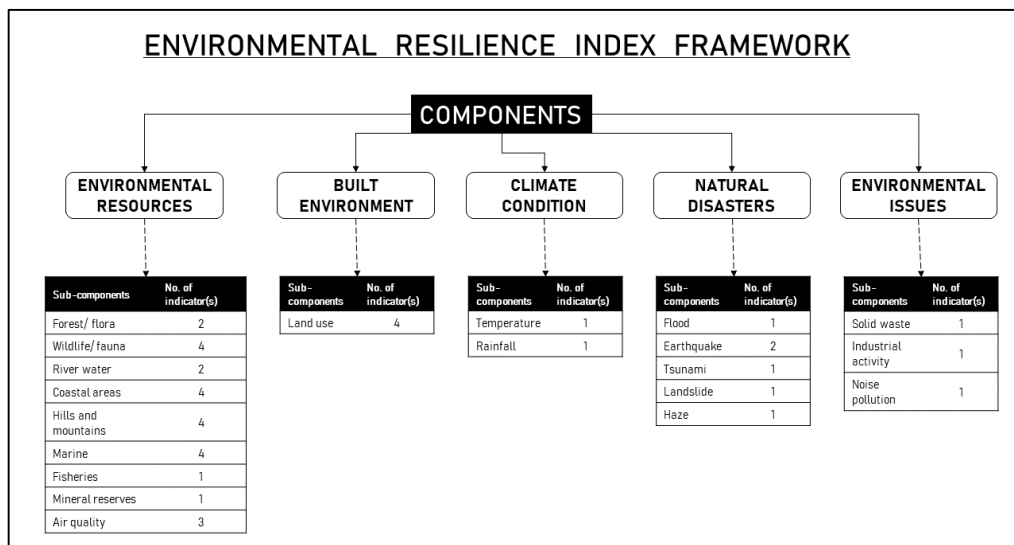 ENVIRONMENTAL RESILIENCE INDEX FRAMEWORK
COMPONENTS
ENVIRONMENTAL
RESOURCES
BUILT
ENVIRONMENT
CLIMATE
CONDITION
NATURAL
DISASTERS
ENVIRONMENTAL
ISSUES
Sub-components
No. of
indicator(s)
Forest/ flora 2
Wildlife/ fauna 4
River water 2
Coastal areas 4
Hills and
mountains 4
Marine 4
Fisheries 1
Mineral reserves 1
Air quality 3
Sub-
components
No. of
indicator(s)
Land use 4
Sub-
components
No. of
indicator(s)
Temperature 1
Rainfall 1
Sub-
components
No. of
indicator(s)
Flood 1
Earthquake 2
Tsunami 1
Landslide 1
Haze 1
Sub-
components
No. of
indicator(s)
Solid waste 1
Industrial
activity 1
Noise
pollution 1